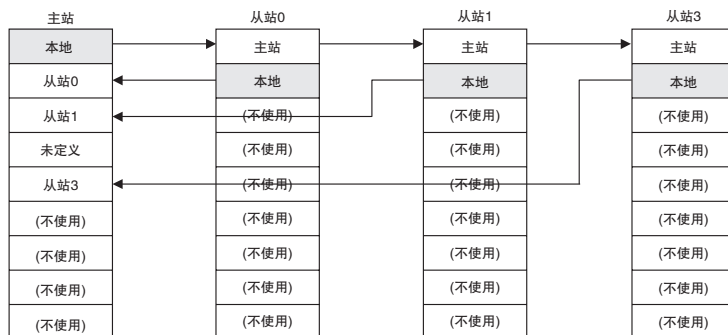 主站 从站0 从站1 从站3
本地 主站 主站 主站
从站0 本地 本地 本地
从站1 (不使用) (不使用) (不使用)
未定义 (不使用) (不使用) (不使用)
从站3 (不使用) (不使用) (不使用)
(不使用) (不使用) (不使用) (不使用)
(不使用) (不使用) (不使用) (不使用)
(不使用) (不使用) (不使用) (不使用)
(不使用) (不使用) (不使用) (不使用)